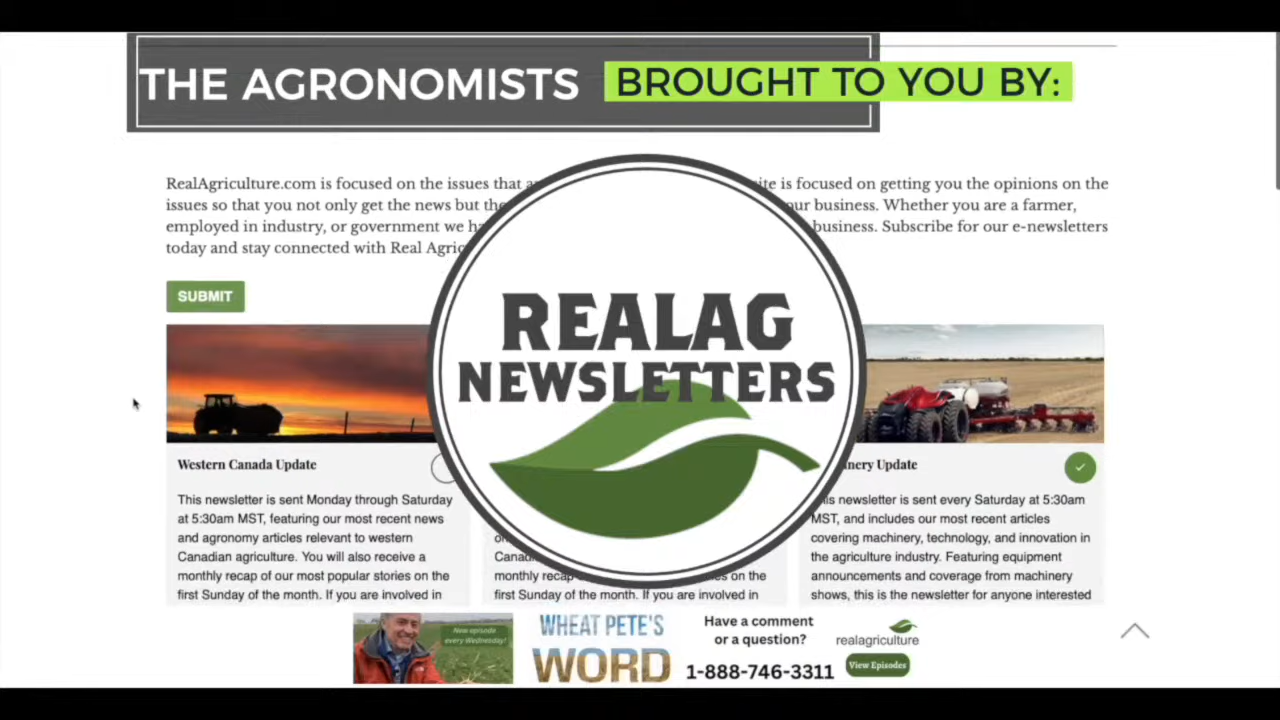 THE AGRONOMISTS BROUGHT TO YOU BY:
RealAgriculture.com is focused on the issues that is focused on getting you the opinions on the
issues so that you not only get the news but business. Whether you are a farmer,
employed in industry, or government we business. Subscribe for our e-newsletters
today and stay connected with Real
SUBMIT
REALAG
NEWSLETTERS
Western Canada Update
This newsletter is sent Monday through Saturday
at 5:30am MST, featuring our most recent news
and agronomy articles relevant to western
Canadian agriculture. You will also receive a
monthly recap of our most popular stories on the
first Sunday of the month. If you are involved in
monthly recap on the
first Sunday of the month. If you are involved in
Update
newsletter is sent every Saturday at 5:30am
MST, and includes our most recent articles
covering machinery, technology, and innovation in
the agriculture industry. Featuring equipment
announcements and coverage from machinery
shows, this is the newsletter for anyone interested
New episode
every Wednesday!
WHEAT PETE'S
WORD
Have a comment
or a question?
1-888-746-3311
realagriculture
View Episodes